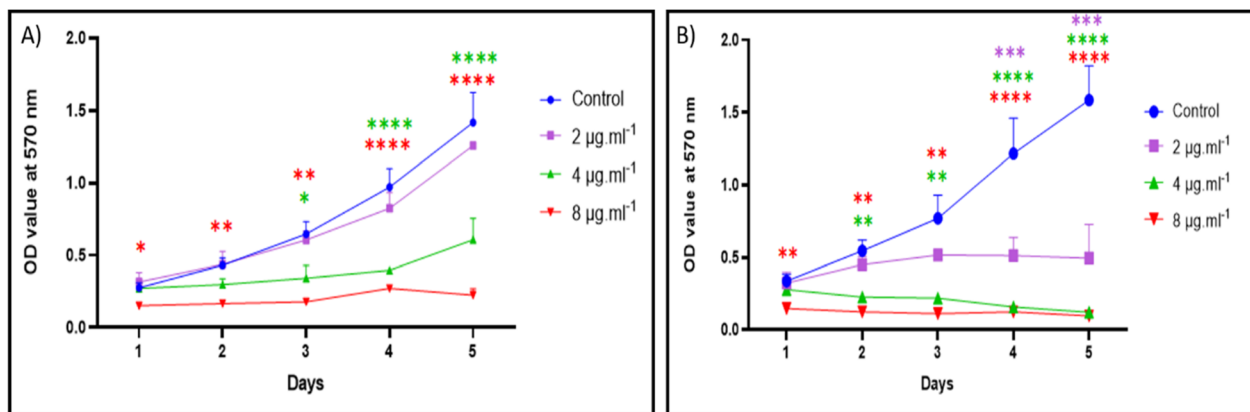 A)
2.0
1.5
1.0
0.5
0.0
OD value at 570 nm
*
**
**
*
****
****
****
****
1 2 3 4 5
Days
Control
2 µg.ml⁻¹
4 µg.ml⁻¹
8 µg.ml⁻¹
B)
2.0
1.5
1.0
0.5
0.0
OD value at 570 nm
**
**
**
**
**
***
****
****
***
****
****
1 2 3 4 5
Days
Control
2 µg.ml⁻¹
4 µg.ml⁻¹
8 µg.ml⁻¹